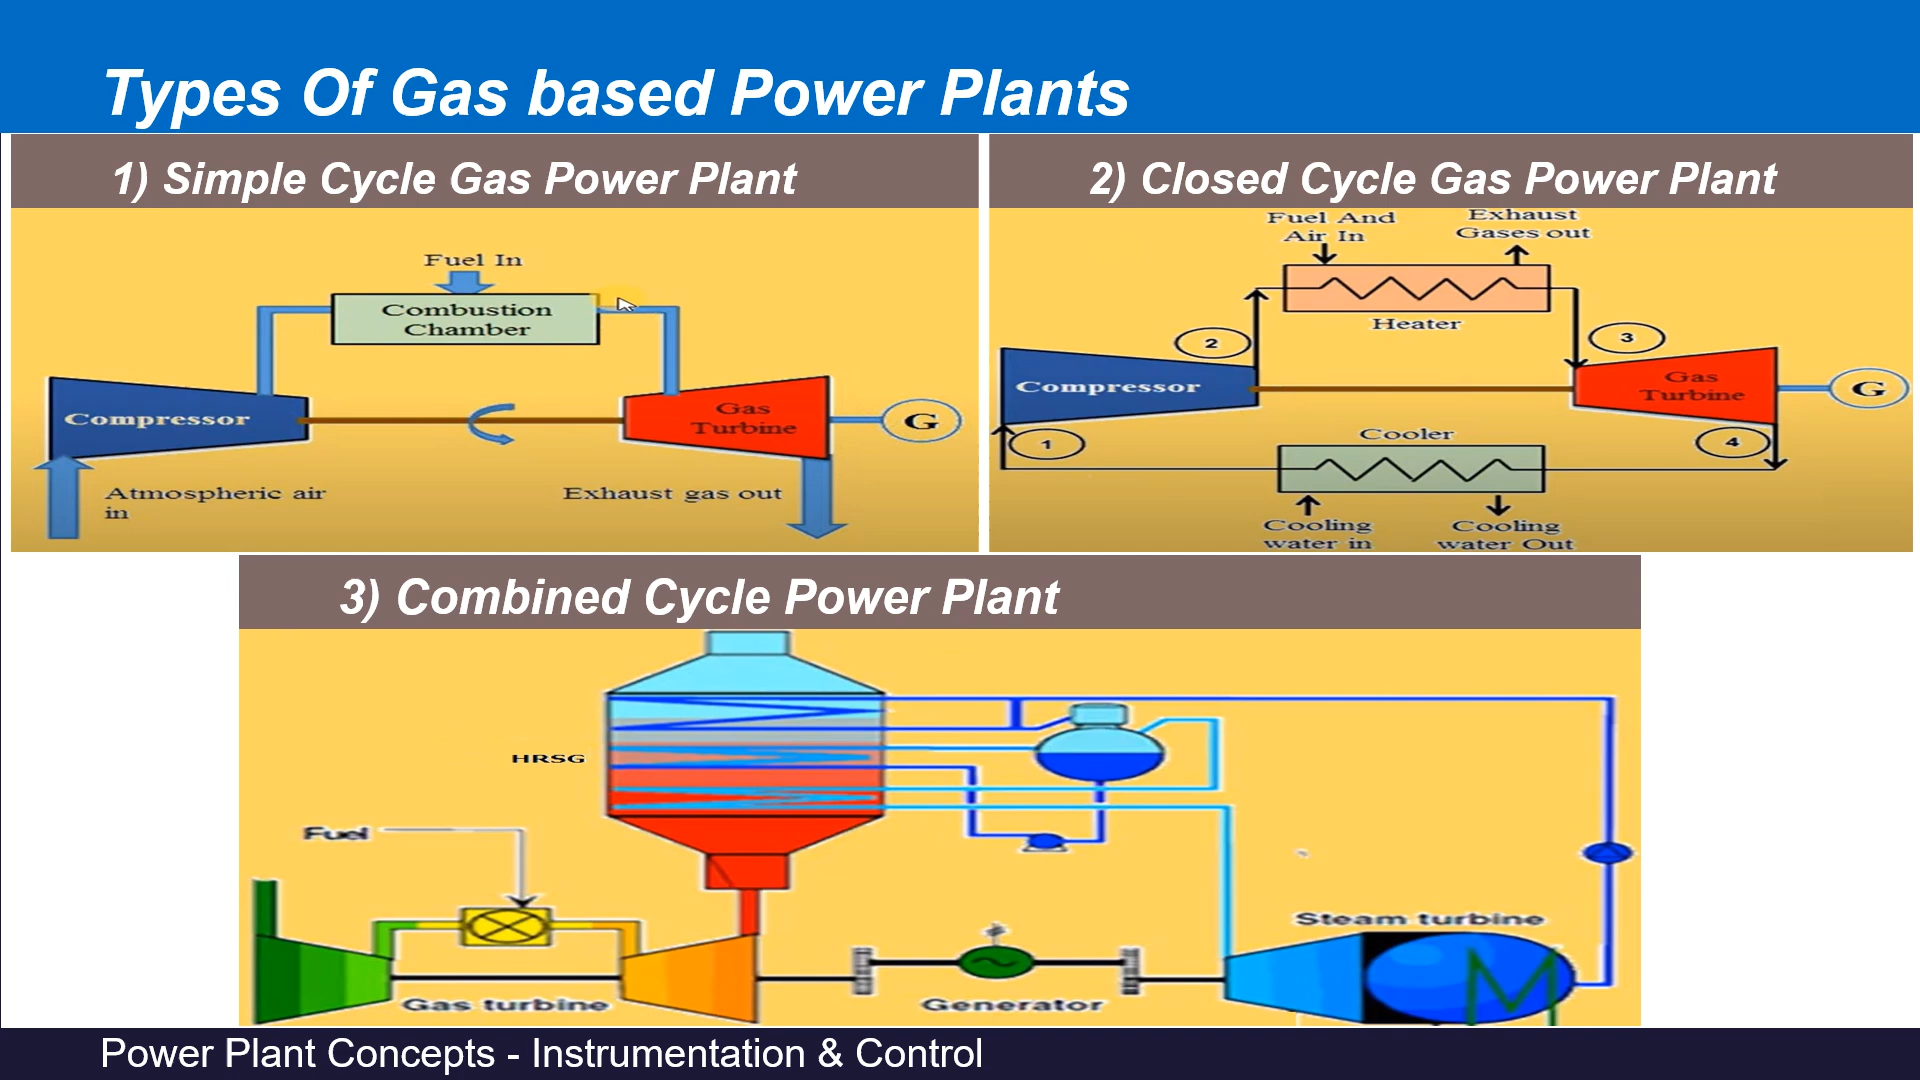 Types Of Gas based Power Plants
1) Simple Cycle Gas Power Plant
Fuel In
Combustion
Chamber
Compressor
Gas
Turbine
G
Atmospheric air
in
Exhaust gas out
2) Closed Cycle Gas Power Plant
Fuel And
Air In
Exhaust
Gases out
Heater
2
3
Compressor
Gas
Turbine
G
1
Cooler
4
Cooling
water in
Cooling
water Out
3) Combined Cycle Power Plant
HRSG
Fuel
Steam turbine
Gas turbine
Generator
Power Plant Concepts - Instrumentation & Control